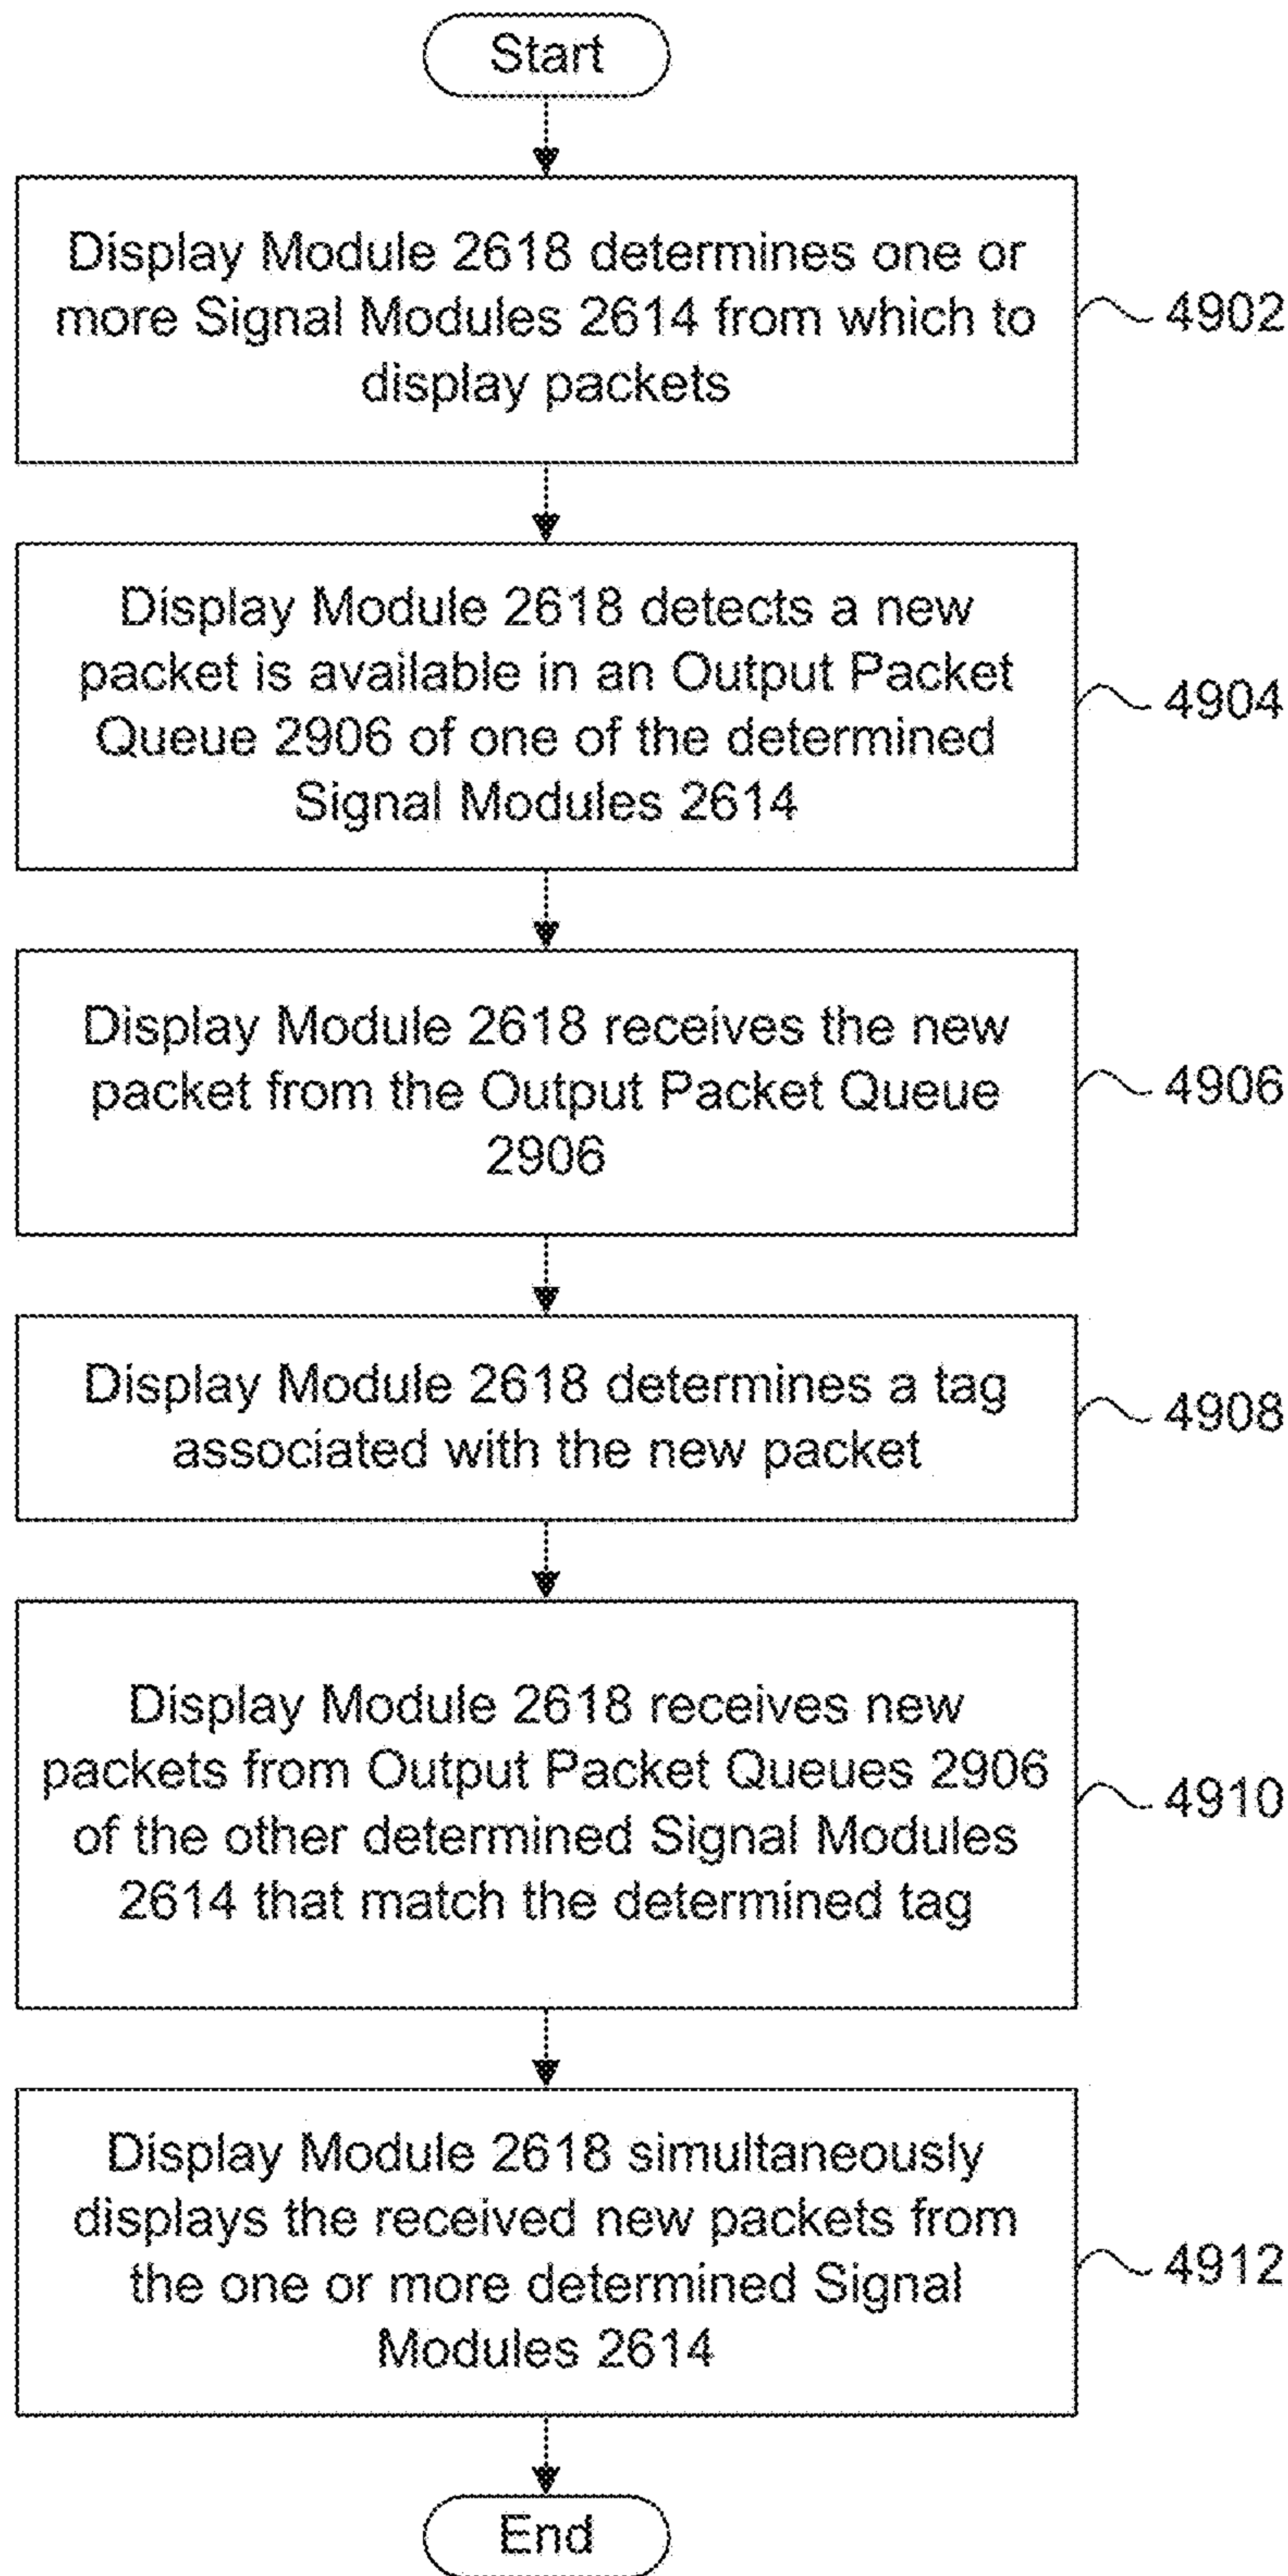 Start
Display Module 2618 determines one or
more Signal Modules 2614 from which to
display packets
4902
Display Module 2618 detects a new
packet is available in an Output Packet
Queue 2906 of one of the determined
Signal Modules 2614
4904
Display Module 2618 receives the new
packet from the Output Packet Queue
2906
4906
Display Module 2618 determines a tag
associated with the new packet
4908
Display Module 2618 receives new
packets from Output Packet Queues 2906
of the other determined Signal Modules
2614 that match the determined tag
4910
Display Module 2618 simultaneously
displays the received new packets from
the one or more determined Signal
Modules 2614
4912
End